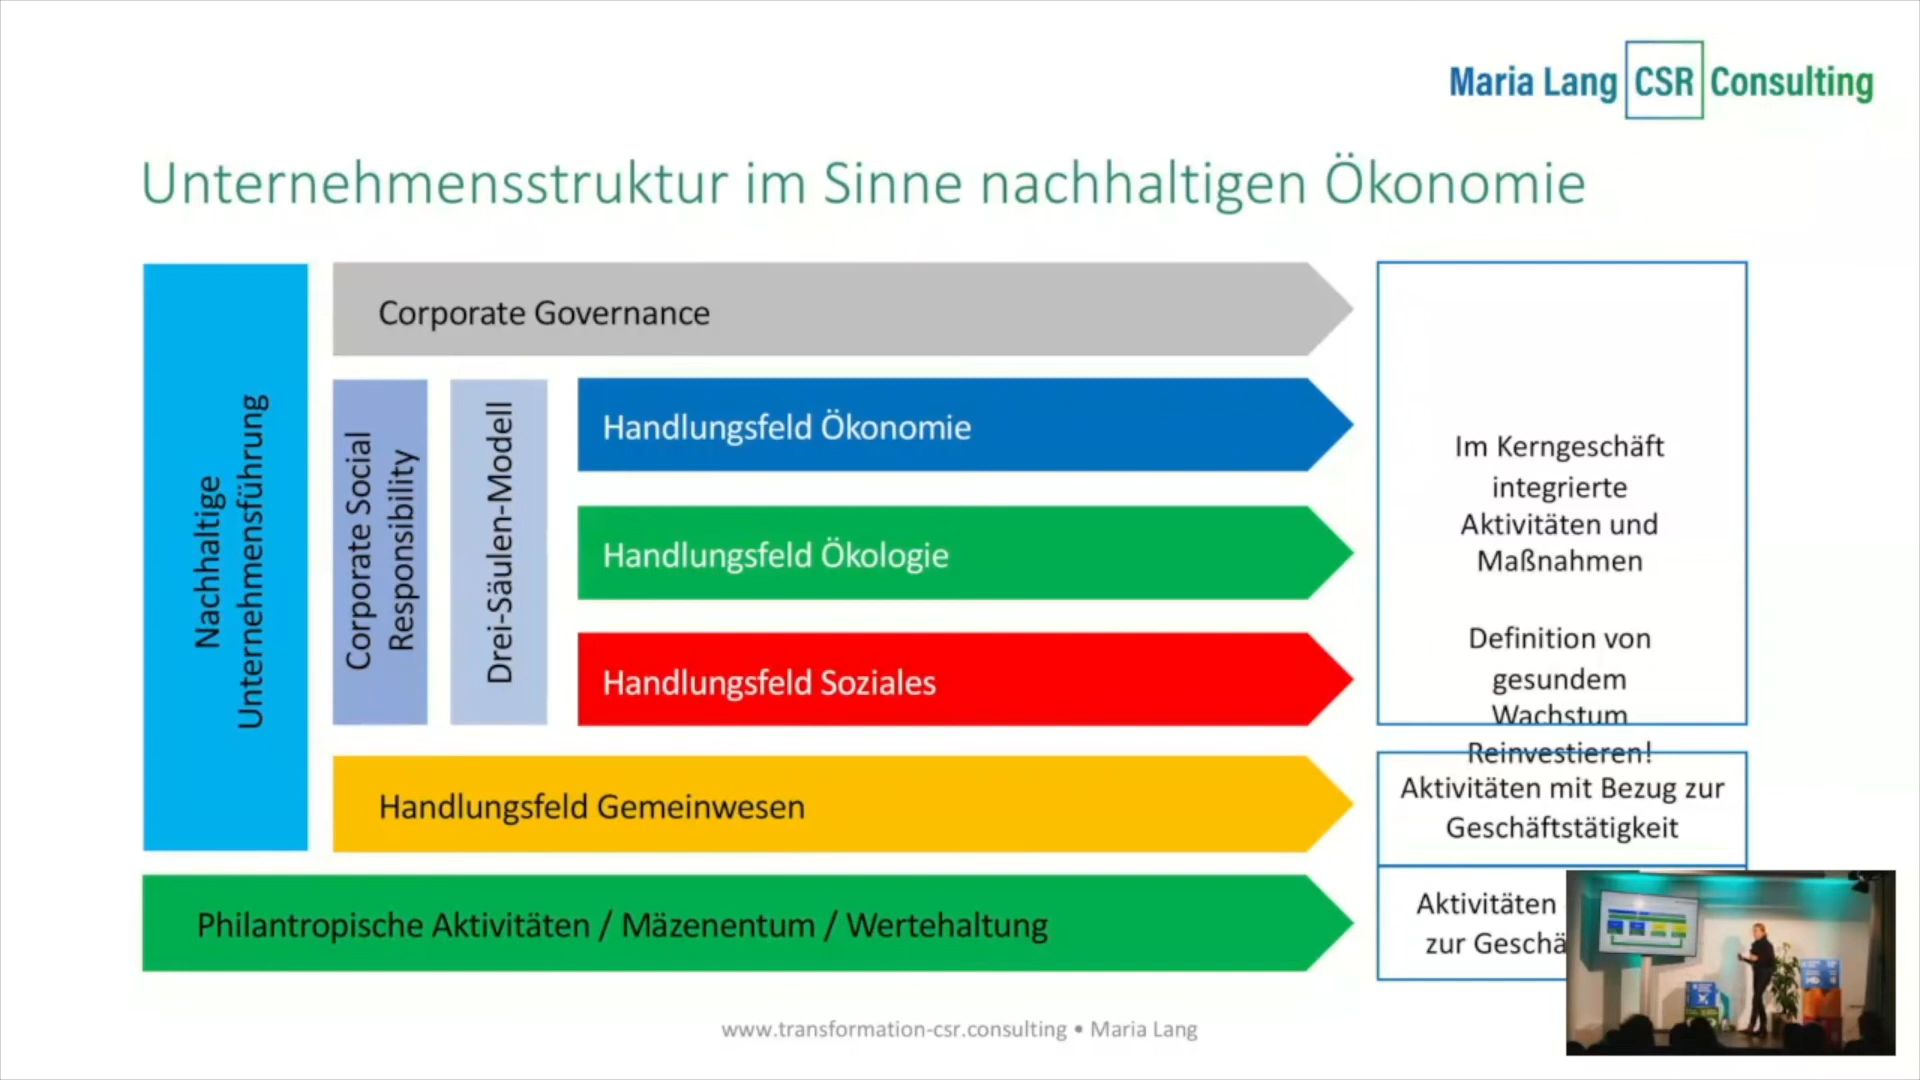 Maria Lang CSR Consulting
Unternehmensstruktur im Sinne nachhaltigen Ökonomie
Nachhaltige
Unternehmensführung
Corporate Governance
Corporate Social
Responsibility
Drei-Säulen-Modell
Handlungsfeld Ökonomie
Handlungsfeld Ökologie
Handlungsfeld Soziales
Handlungsfeld Gemeinwesen
Philantropische Aktivitäten / Mäzenentum / Wertehaltung
Im Kerngeschäft
integrierte
Aktivitäten und
Maßnahmen
Definition von
gesundem
Wachstum
Reinvestieren!
Aktivitäten mit Bezug zur
Geschäftstätigkeit
Aktivitäten
zur
www.transformation-csr.consulting • Maria Lang